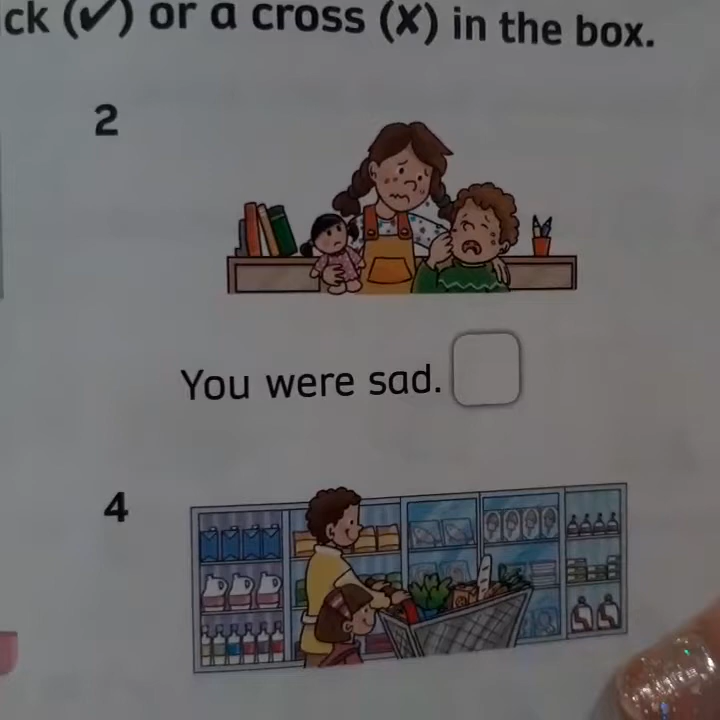 ck (✔) or a cross (✘) in the box.
2
You were sad.
4